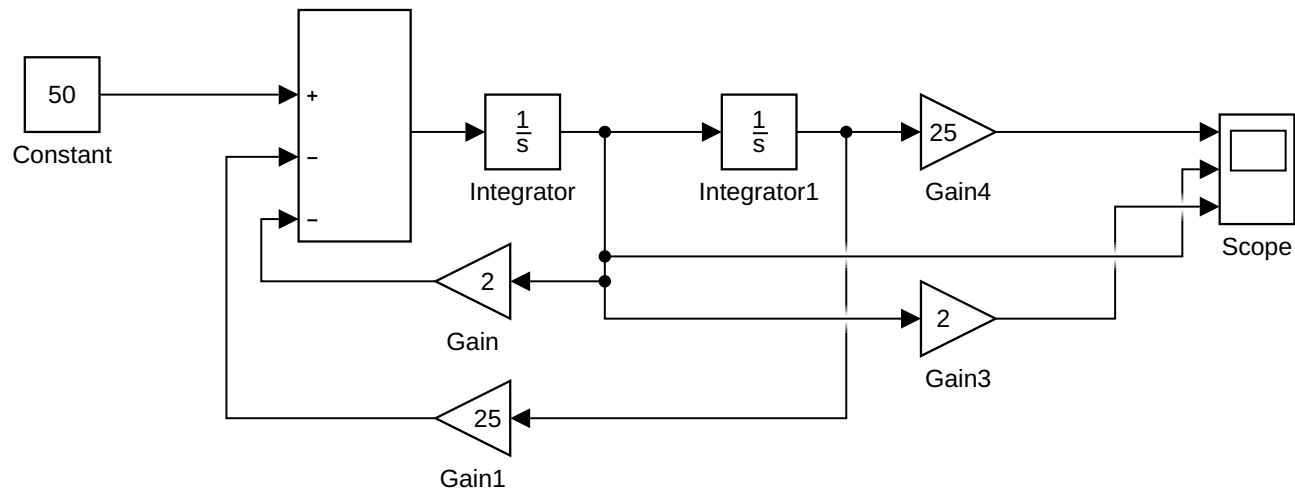 50
Constant
+
−
−
1
s
Integrator
1
s
Integrator1
25
Gain4
Scope
2
Gain
2
Gain3
25
Gain1